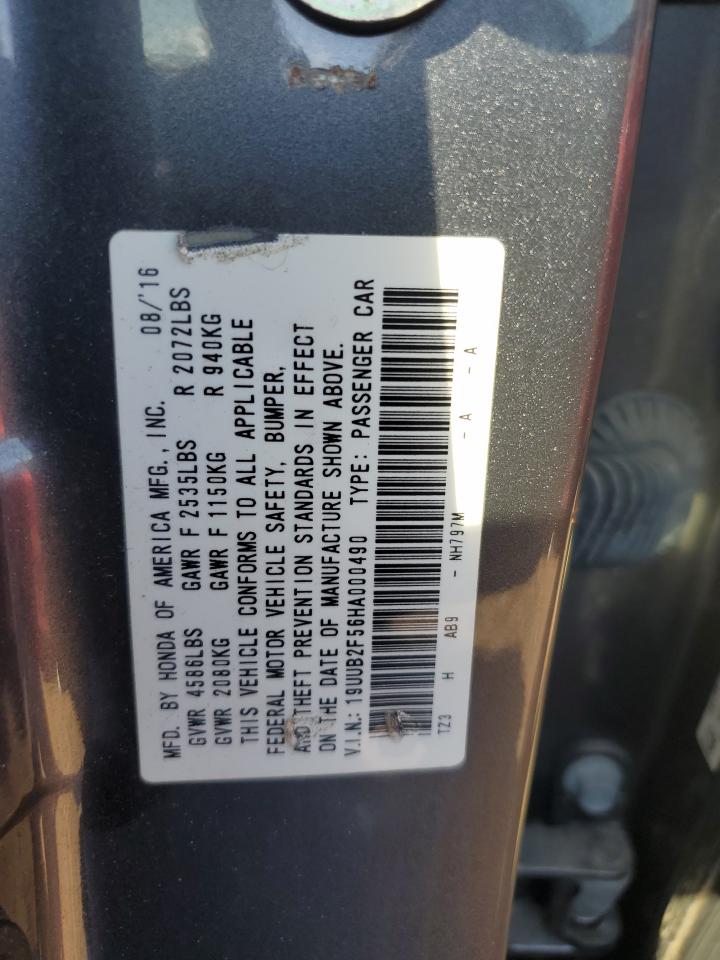 MFD. BY HONDA OF AMERICA MFG., INC. 08/'16
GVWR 4586LBS GAWR F 2535LBS R 2072LBS
GVWR 2080KG GAWR F 1150KG R 940KG
THIS VEHICLE CONFORMS TO ALL APPLICABLE
FEDERAL MOTOR VEHICLE SAFETY, BUMPER,
AND THEFT PREVENTION STANDARDS IN EFFECT
ON THE DATE OF MANUFACTURE SHOWN ABOVE.
V.I.N.: 19UUB2F56HA000490 TYPE: PASSENGER CAR
TZ3 H AB9 - NH797M - A - A